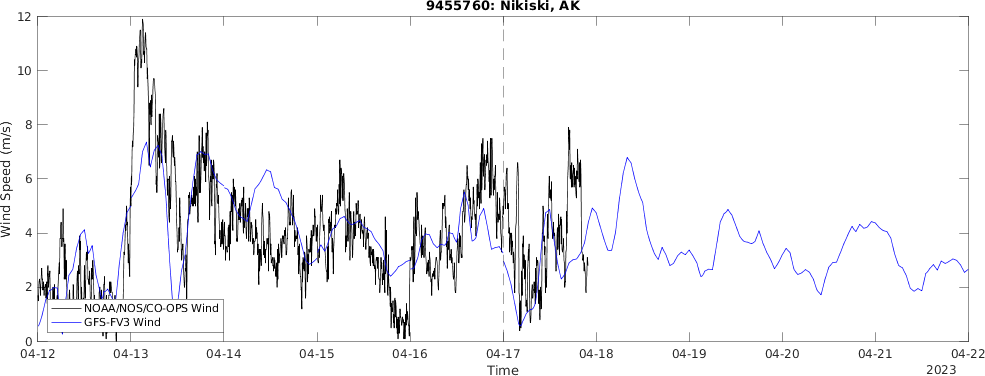 9455760: Nikiski, AK
12
10
8
6
4
2
0
Wind Speed (m/s)
NOAA/NOS/CO-OPS Wind
GFS-FV3 Wind
04-12 04-13 04-14 04-15 04-16 04-17 04-18 04-19 04-20 04-21 04-22
Time
2023